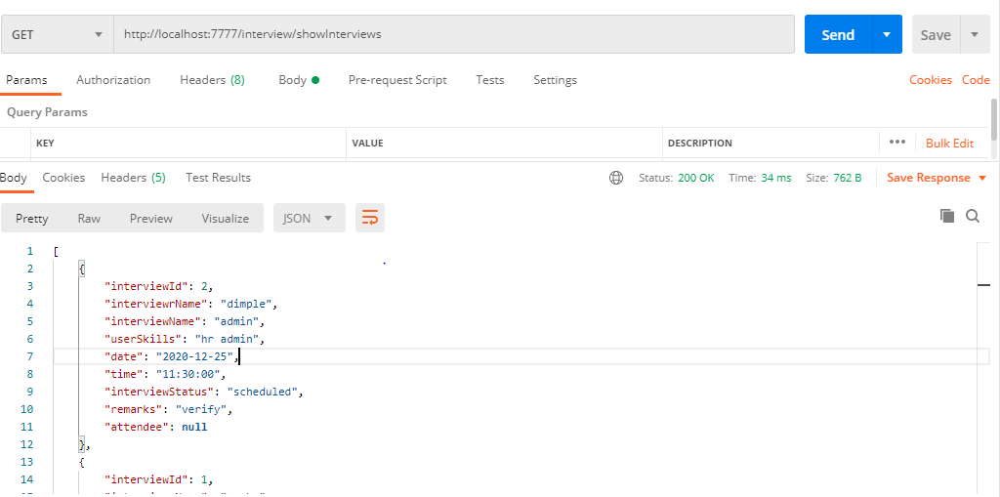 GET http://localhost:7777/interview/showInterviews Send Save
Params Authorization Headers (8) Body Pre-request Script Tests Settings Cookies Code
Query Params
KEY VALUE DESCRIPTION ••• Bulk Edit
Body Cookies Headers (5) Test Results Status: 200 OK Time: 34 ms Size: 762 B Save Response
Pretty Raw Preview Visualize JSON
1 [
2 {
3 "interviewId": 2,
4 "interviewrName": "dimple",
5 "interviewName": "admin",
6 "userSkills": "hr admin",
7 "date": "2020-12-25",
8 "time": "11:30:00",
9 "interviewStatus": "scheduled",
10 "remarks": "verify",
11 "attendee": null
12 },
13 {
14 "interviewId": 1,